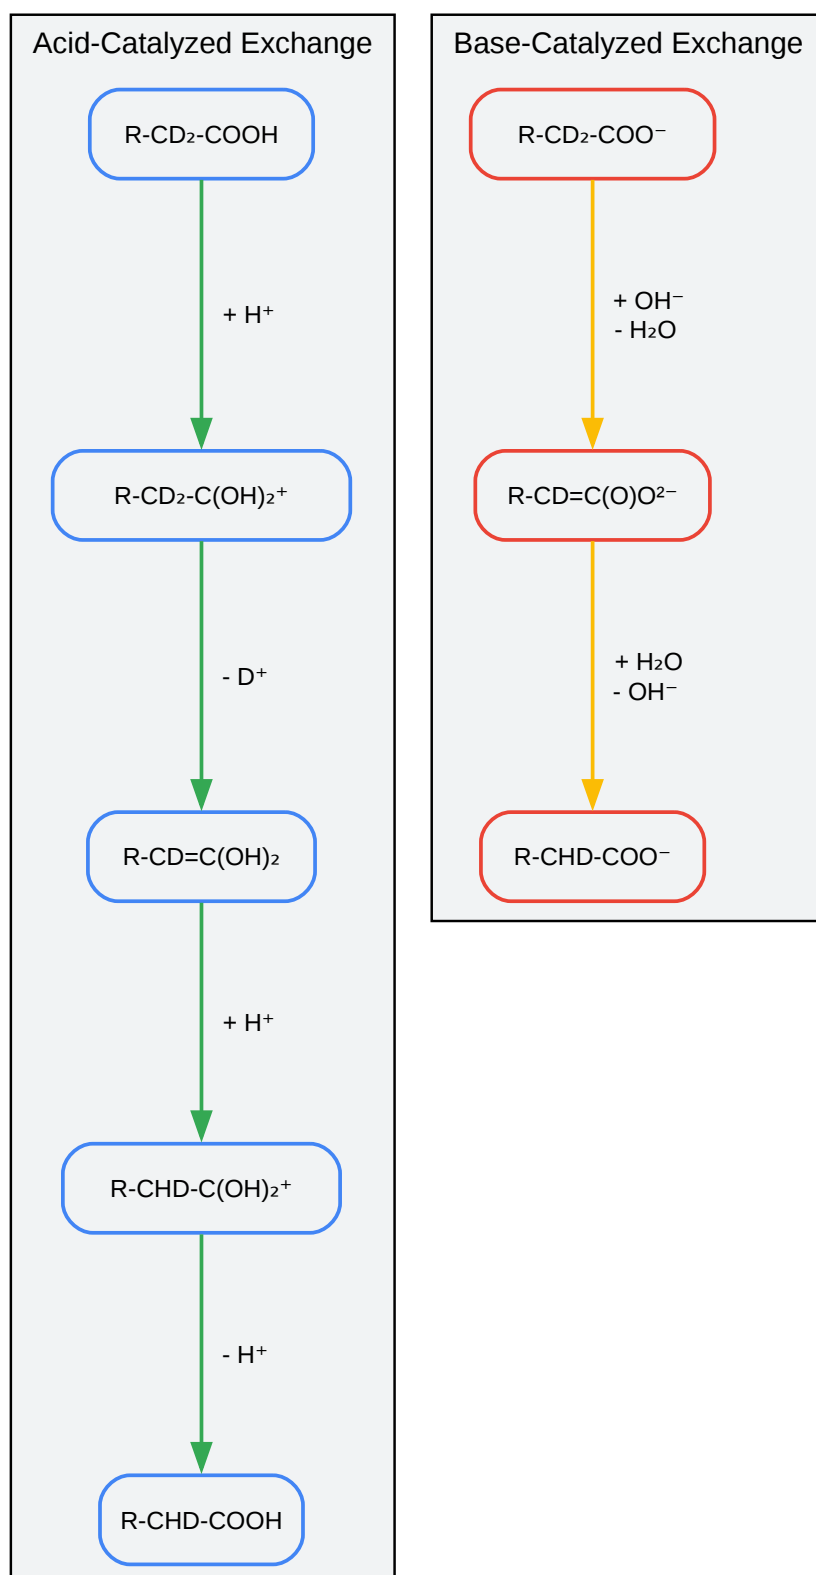 Acid-Catalyzed Exchange
R-CD₂-COOH
+ H⁺
R-CD₂-C(OH)₂⁺
- D⁺
R-CD=C(OH)₂
+ H⁺
R-CHD-C(OH)₂⁺
- H⁺
R-CHD-COOH
Base-Catalyzed Exchange
R-CD₂-COO⁻
+ OH⁻
- H₂O
R-CD=C(O)O²⁻
+ H₂O
- OH⁻
R-CHD-COO⁻